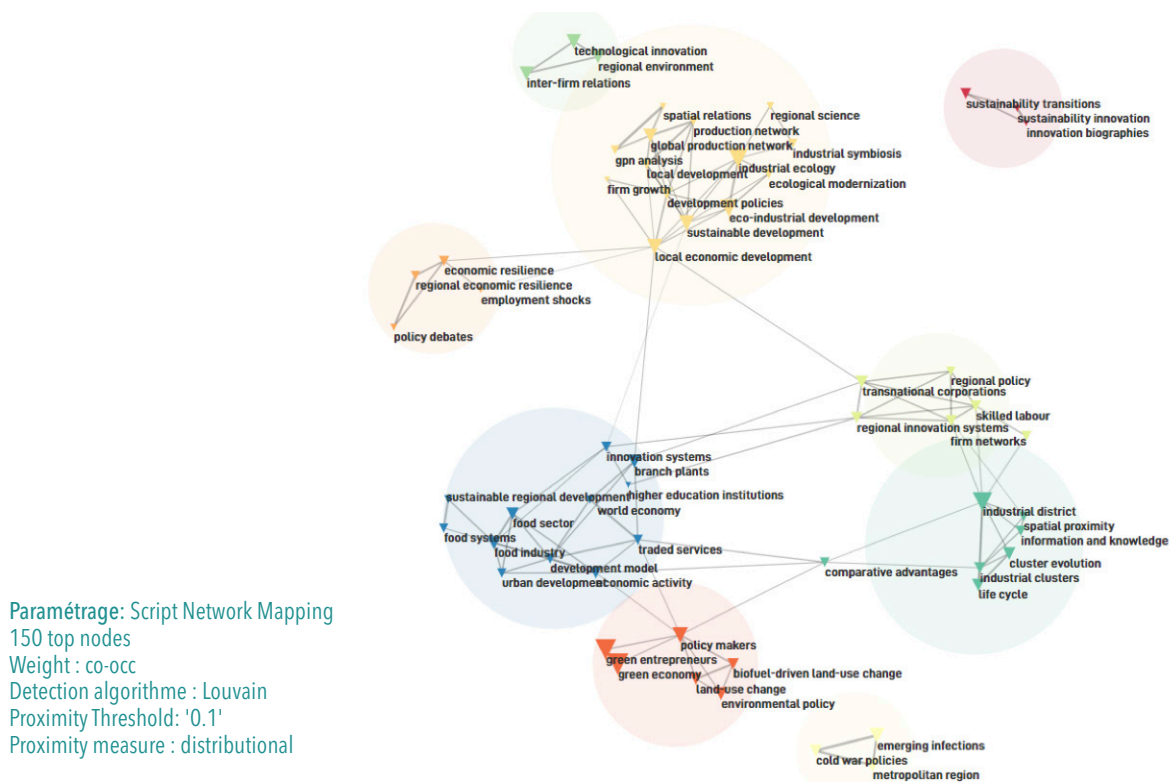 technological innovation
regional environment
inter-firm relations
sustainability transitions
sustainability innovation
innovation biographies
spatial relations
regional science
production network
global production network
gpn analysis
industrial symbiosis
local development
industrial ecology
firm growth
ecological modernization
development policies
eco-industrial development
sustainable development
local economic development
economic resilience
regional economic resilience
employment shocks
policy debates
regional policy
transnational corporations
skilled labour
regional innovation systems
firm networks
innovation systems
branch plants
sustainable regional development
higher education institutions
world economy
food sector
food systems
food industry
traded services
development model
urban development
economic activity
industrial district
spatial proximity
information and knowledge
cluster evolution
comparative advantages
industrial clusters
life cycle
policy makers
green entrepreneurs
green economy
biofuel-driven land-use change
land-use change
environmental policy
emerging infections
cold war policies
metropolitan region
Paramétrage: Script Network Mapping
150 top nodes
Weight : co-occ
Detection algorithme : Louvain
Proximity Threshold: '0.1'
Proximity measure : distributional